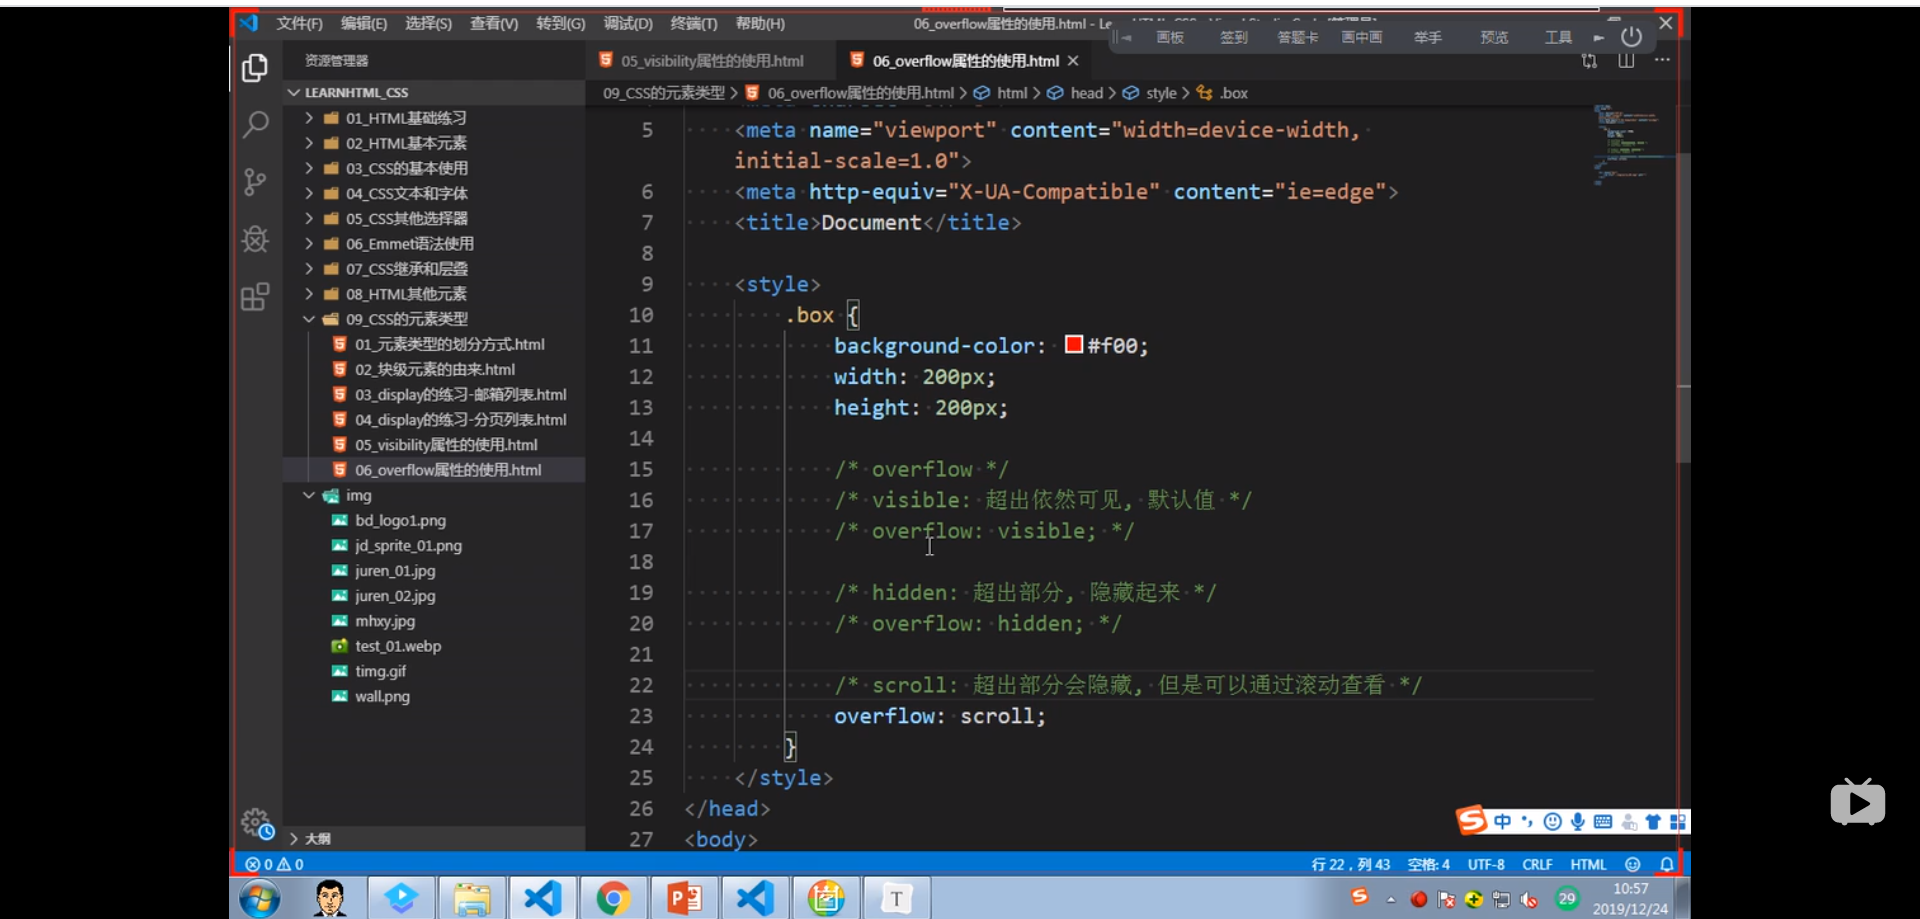 文件(F) 编辑(E) 选择(S) 查看(V) 转到(G) 调试(D) 终端(T) 帮助(H) 06_overflow属性的使用.html - Le
画板 签到 答题卡 画中画 举手 预览 工具
资源管理器
05_visibility属性的使用.html 06_overflow属性的使用.html
LEARNHTML_CSS
09_CSS的元素类型 > 06_overflow属性的使用.html > html > head > style > .box
01_HTML基础练习
02_HTML基本元素
03_CSS的基本使用
04_CSS文本和字体
05_CSS其他选择器
06_Emmet语法使用
07_CSS继承和层叠
08_HTML其他元素
09_CSS的元素类型
01_元素类型的划分方式.html
02_块级元素的由来.html
03_display的练习-邮箱列表.html
04_display的练习-分页列表.html
05_visibility属性的使用.html
06_overflow属性的使用.html
img
bd_logo1.png
jd_sprite_01.png
juren_01.jpg
juren_02.jpg
mhxy.jpg
test_01.webp
timg.gif
wall.png
大纲
5 <meta name="viewport" content="width=device-width,
initial-scale=1.0">
6 <meta http-equiv="X-UA-Compatible" content="ie=edge">
7 <title>Document</title>
8
9 <style>
10 .box {
11 background-color: #f00;
12 width: 200px;
13 height: 200px;
14
15 /* overflow */
16 /* visible: 超出依然可见, 默认值 */
17 /* overflow: visible; */
18
19 /* hidden: 超出部分, 隐藏起来 */
20 /* overflow: hidden; */
21
22 /* scroll: 超出部分会隐藏, 但是可以通过滚动查看 */
23 overflow: scroll;
24 }
25 </style>
26 </head>
27 <body>
中
0 0 行 22，列 43 空格: 4 UTF-8 CRLF HTML
T 29 10:57
2019/12/24